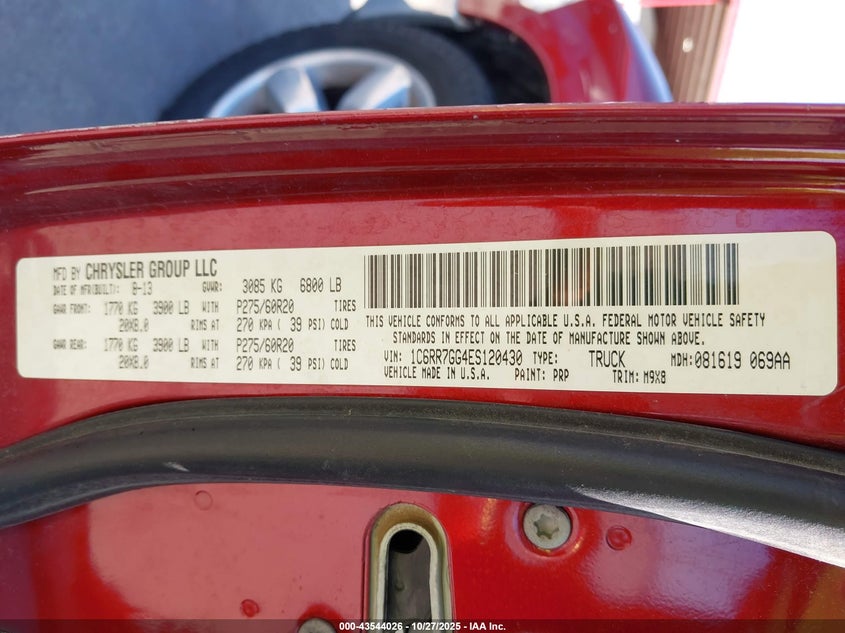 MFD BY CHRYSLER GROUP LLC
DATE OF MFR(BUILT): 8-13 GVWR: 3085 KG 6800 LB
GAWR FRONT: 1770 KG 3900 LB WITH P275/60R20 TIRES
20X8.0 RIMS AT 270 KPA ( 39 PSI) COLD
GAWR REAR: 1770 KG 3900 LB WITH P275/60R20 TIRES
20X8.0 RIMS AT 270 KPA ( 39 PSI) COLD
THIS VEHICLE CONFORMS TO ALL APPLICABLE U.S.A. FEDERAL MOTOR VEHICLE SAFETY
STANDARDS IN EFFECT ON THE DATE OF MANUFACTURE SHOWN ABOVE.
VIN: 1C6RR7GG4ES120430 TYPE: TRUCK MDH: 081619 069AA
VEHICLE MADE IN U.S.A. PAINT: PRP TRIM: M9X8
000-43544026 | 10/27/2025 | IAA Inc.